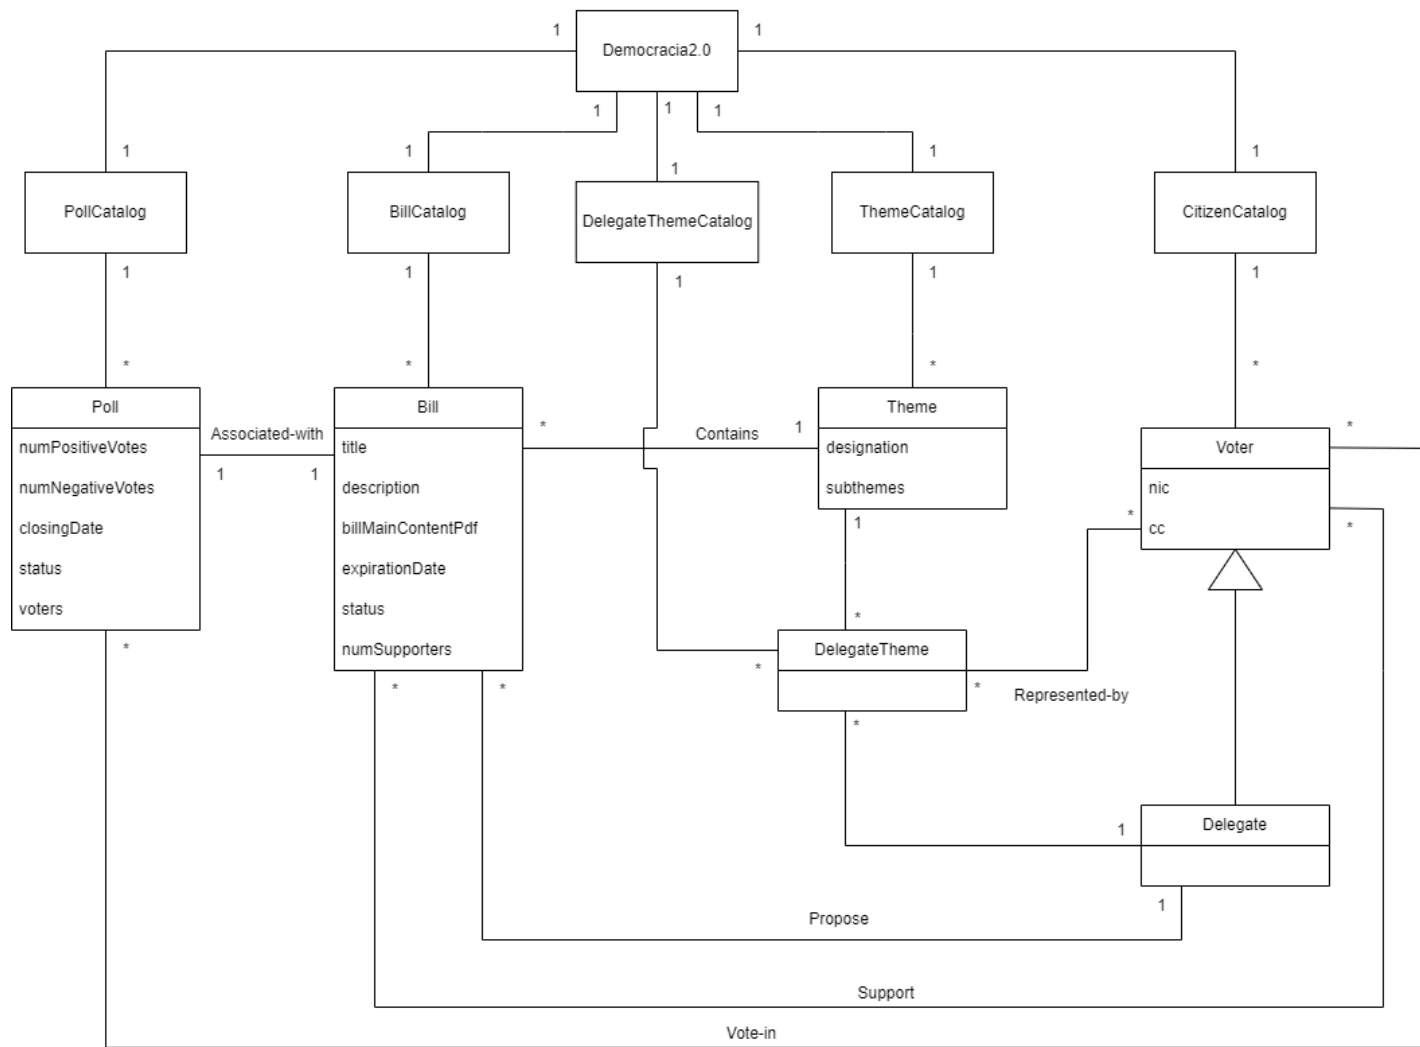 1 Democracia2.0 1
1 1 1
1 1 1 1 1
PollCatalog BillCatalog DelegateThemeCatalog ThemeCatalog CitizenCatalog
1 1 1 1 1
* * * *
Poll Bill Theme
numPositiveVotes Associated-with title * Contains 1 designation Voter *
numNegativeVotes 1 1 description subthemes nic
closingDate billMainContentPdf 1 * cc *
status expirationDate
voters status *
* numSupporters DelegateTheme
* * * * Represented-by
*
1 Delegate
1
Propose
Support
Vote-in